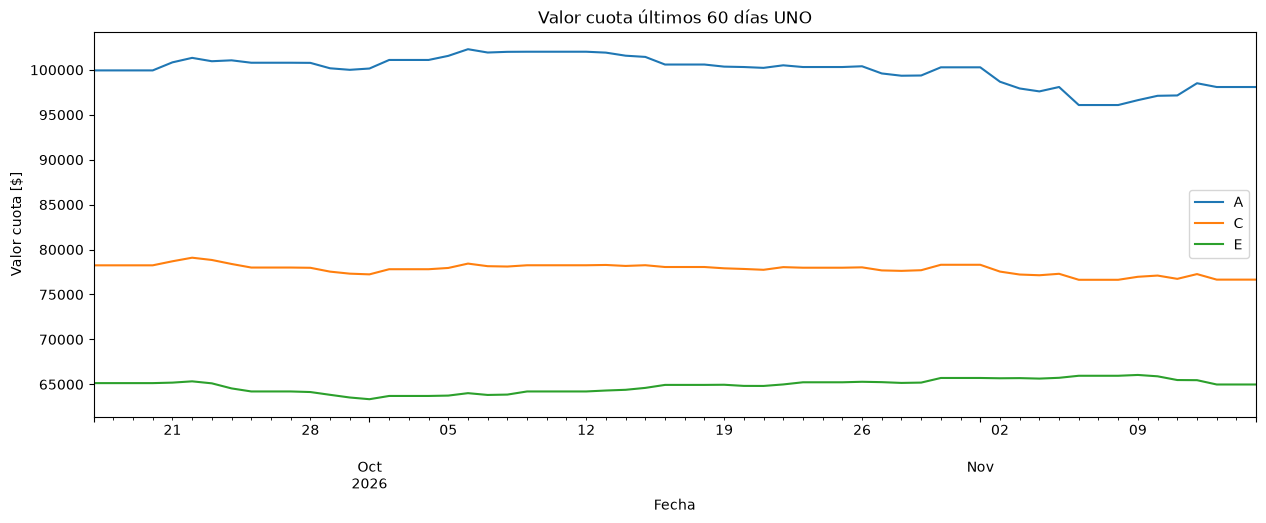 Valor cuota últimos 60 días UNO
Valor cuota [$]
100000
95000
90000
85000
80000
75000
70000
65000
A
C
E
21 28 05 12 19 26 02 09
Oct Nov
2026
Fecha